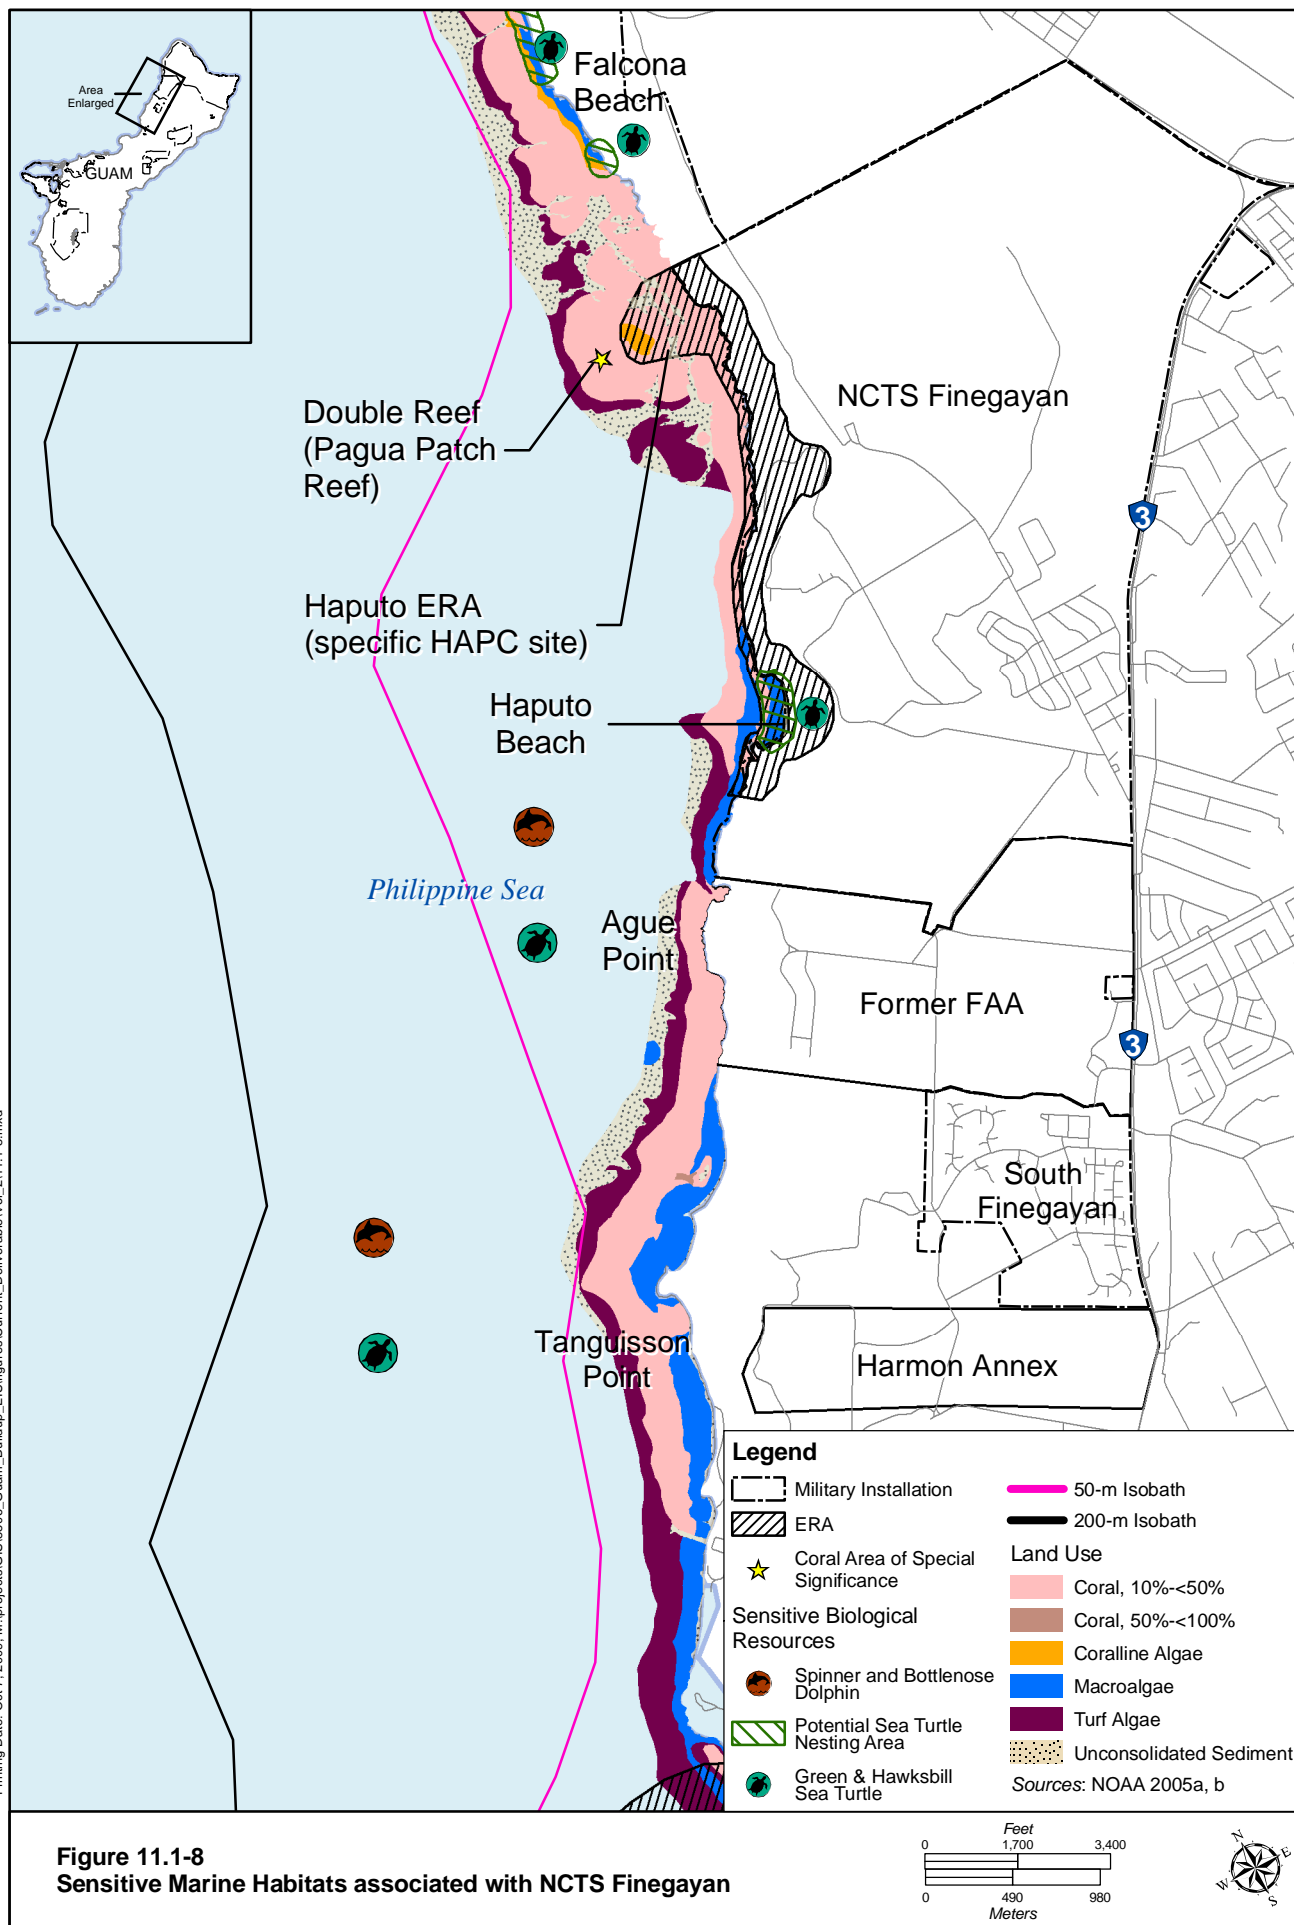 Area
Enlarged
GUAM
Falcona
Beach
NCTS Finegayan
Double Reef
(Pagua Patch
Reef)
3
Haputo ERA
(specific HAPC site)
Haputo
Beach
Philippine Sea
Ague
Point
Former FAA
3
South
Finegayan
Tanguisson
Point
Harmon Annex
Legend
Military Installation
ERA
Coral Area of Special
Significance
Sensitive Biological
Resources
Spinner and Bottlenose
Dolphin
Potential Sea Turtle
Nesting Area
Green & Hawksbill
Sea Turtle
50-m Isobath
200-m Isobath
Land Use
Coral, 10%-<50%
Coral, 50%-<100%
Coralline Algae
Macroalgae
Turf Algae
Unconsolidated Sediment
Sources: NOAA 2005a, b
Figure 11.1-8
Sensitive Marine Habitats associated with NCTS Finegayan
Feet
0 1,700 3,400
0 490 980
Meters
N
E
W
S